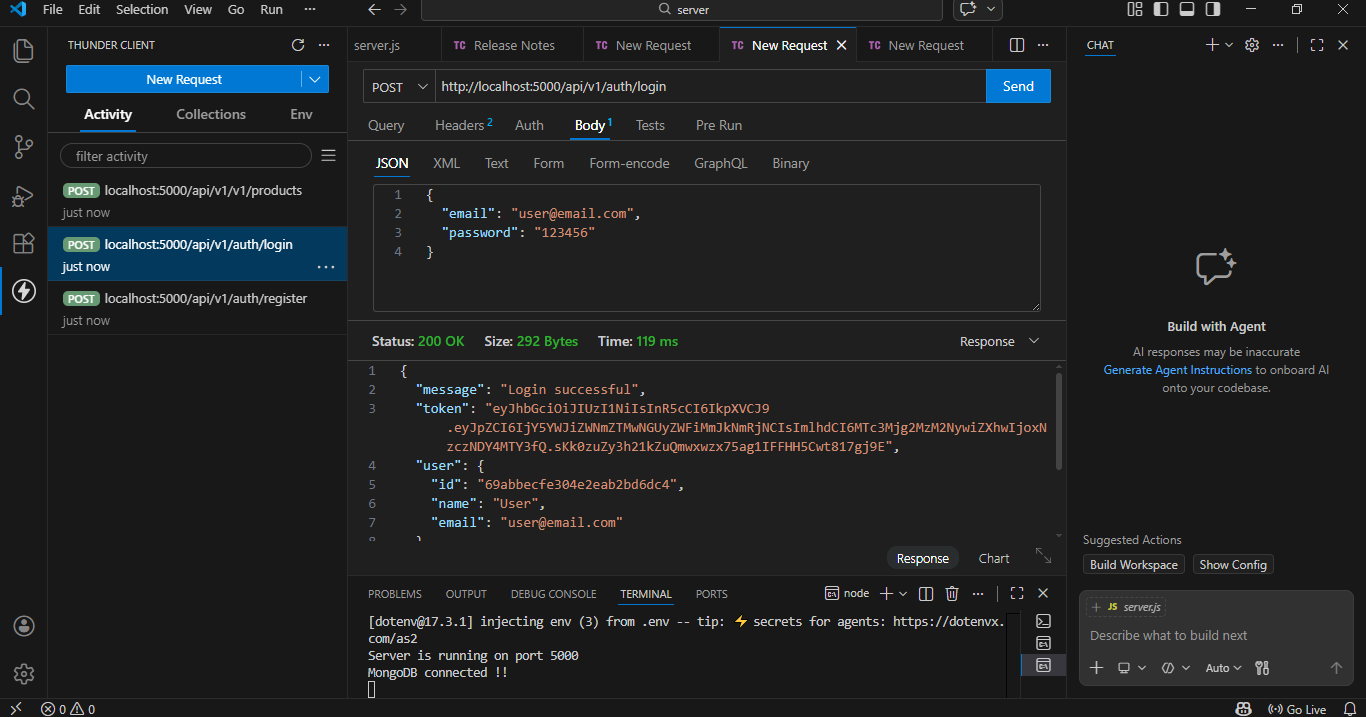 File Edit Selection View Go Run ···
server
THUNDER CLIENT
New Request
Activity Collections Env
filter activity
POST localhost:5000/api/v1/v1/products
just now
POST localhost:5000/api/v1/auth/login
just now
POST localhost:5000/api/v1/auth/register
just now
server.js TC Release Notes TC New Request TC New Request TC New Request
POST http://localhost:5000/api/v1/auth/login Send
Query Headers 2 Auth Body 1 Tests Pre Run
JSON XML Text Form Form-encode GraphQL Binary
1 {
2 "email": "user@email.com",
3 "password": "123456"
4 }
Status: 200 OK Size: 292 Bytes Time: 119 ms Response
1 {
2 "message": "Login successful",
3 "token": "eyJhbGciOiJIUzI1NiIsInR5cCI6IkpXVCJ9
.eyJpZCI6IjY5YWJiZWNmZTMwNGUyZWFiMmJkNmRjNCIsImlhdCI6MTc3Mjg2MzM2NywiZXhwIjoxN
zczNDY4MTY3fQ.sKk0zuZy3h21kZuQmwxwzx75ag1IFFHH5Cwt817gj9E",
4 "user": {
5 "id": "69abbecfe304e2eab2bd6dc4",
6 "name": "User",
7 "email": "user@email.com"
8 }
Response Chart
PROBLEMS OUTPUT DEBUG CONSOLE TERMINAL PORTS node
[dotenv@17.3.1] injecting env (3) from .env -- tip: ⚡ secrets for agents: https://dotenvx.
com/as2
Server is running on port 5000
MongoDB connected !!
CHAT
Build with Agent
AI responses may be inaccurate
Generate Agent Instructions to onboard AI
onto your codebase.
Suggested Actions
Build Workspace Show Config
+ JS server.js
Describe what to build next
Auto
0 0
Go Live